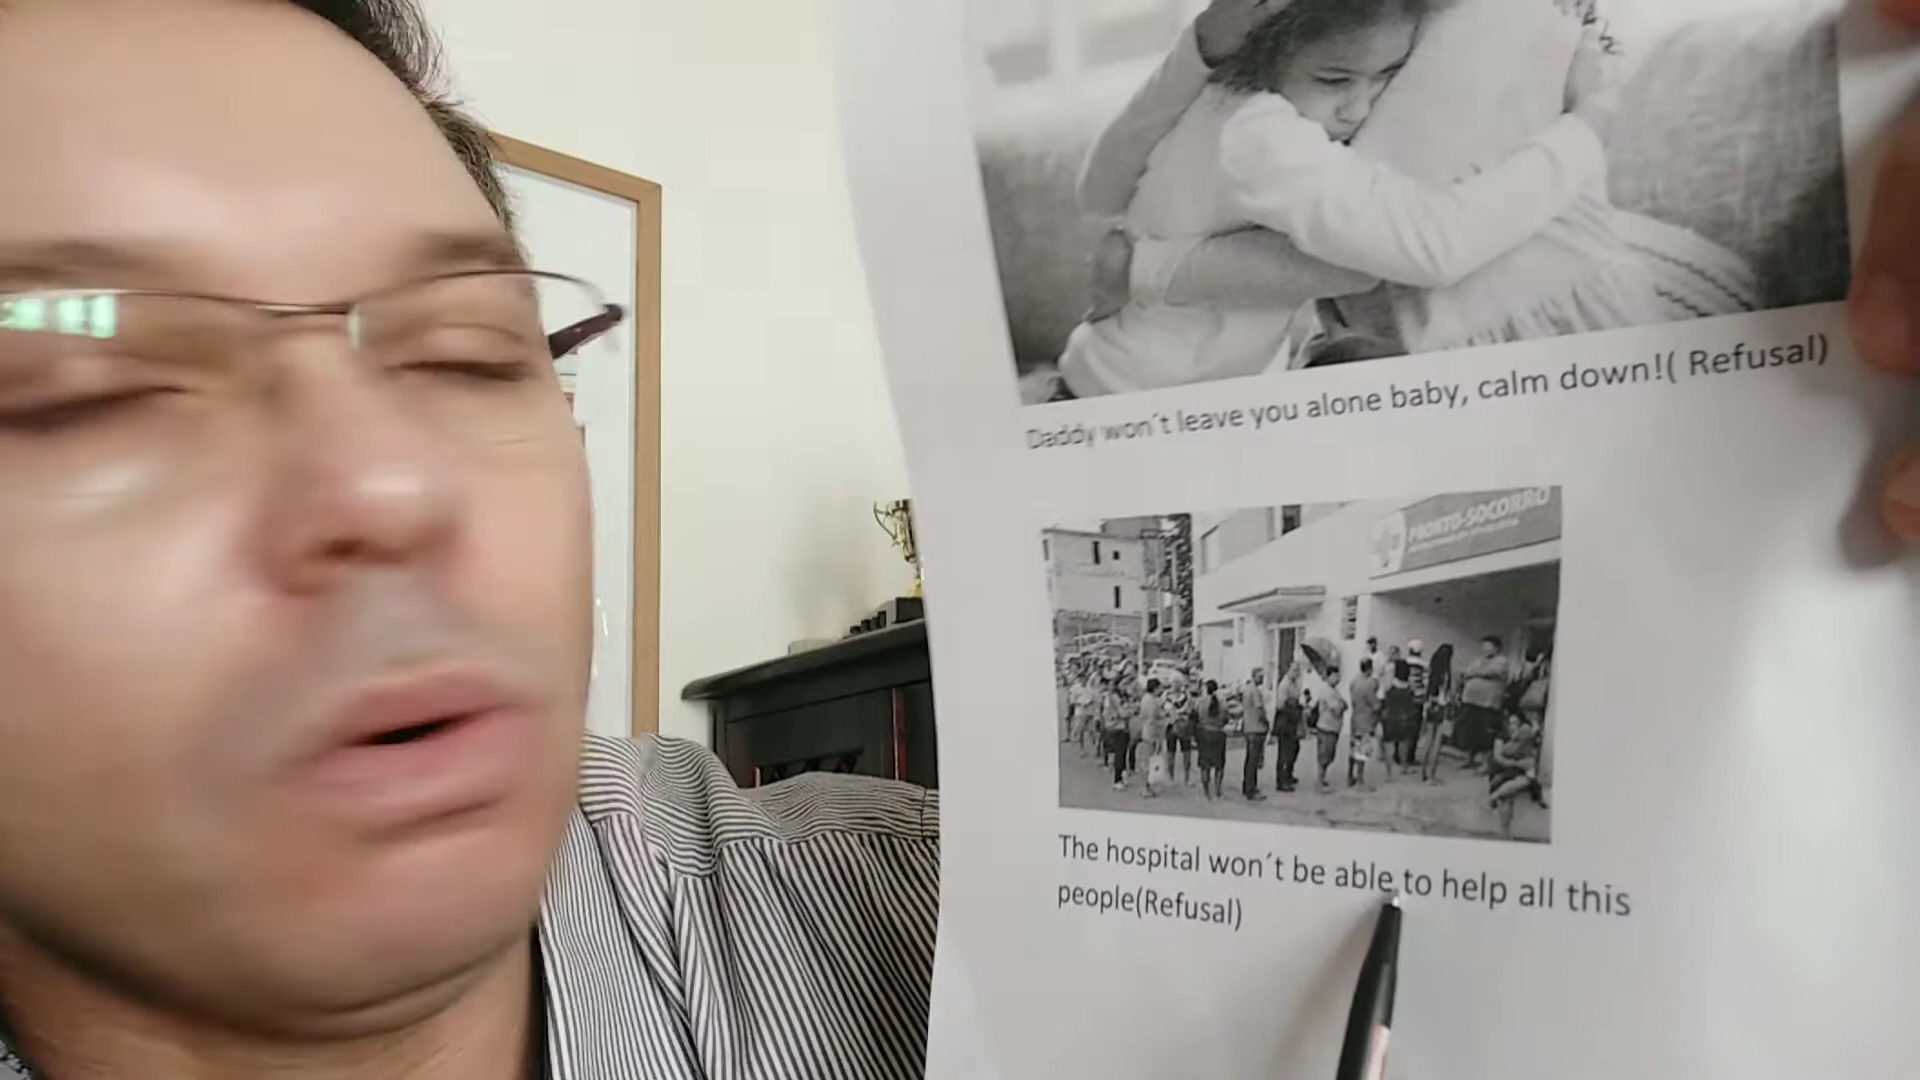 Daddy won´t leave you alone baby, calm down!( Refusal)
PRONTO-SOCORRO
The hospital won´t be able to help all this
people(Refusal)